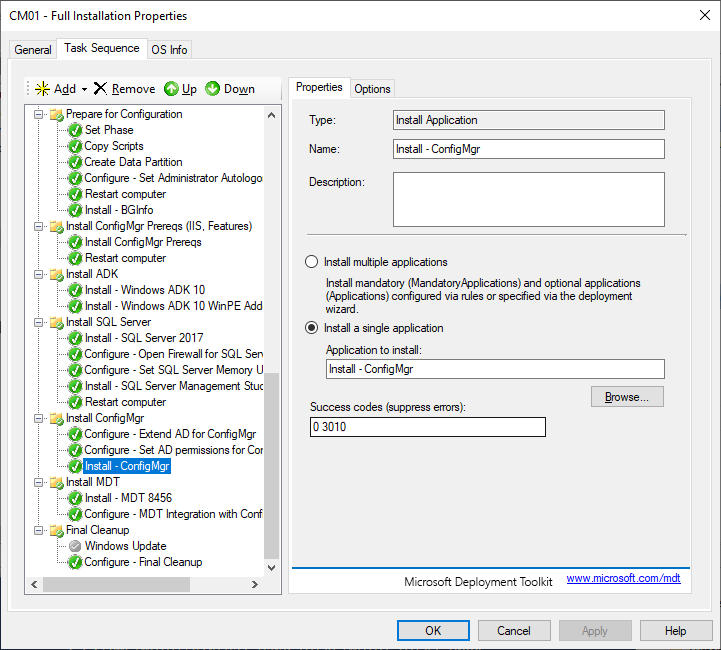 CM01 - Full Installation Properties
General
Task Sequence
OS Info
Add
Remove
Up
Down
Prepare for Configuration
Set Phase
Copy Scripts
Create Data Partition
Configure - Set Administrator Autologo
Restart computer
Install - BGInfo
Install ConfigMgr Prereqs (IIS, Features)
Install ConfigMgr Prereqs
Restart computer
Install ADK
Install - Windows ADK 10
Install - Windows ADK 10 WinPE Add
Install SQL Server
Install - SQL Server 2017
Configure - Open Firewall for SQL Serv
Configure - Set SQL Server Memory U
Install - SQL Server Management Stud
Restart computer
Install ConfigMgr
Configure - Extend AD for ConfigMgr
Configure - Set AD permissions for Con
Install - ConfigMgr
Install MDT
Install - MDT 8456
Configure - MDT Integration with Conf
Final Cleanup
Windows Update
Configure - Final Cleanup
Properties
Options
Type:
Install Application
Name:
Install - ConfigMgr
Description:
Install multiple applications
Install mandatory (MandatoryApplications) and optional applications
(Applications) configured via rules or specified via the deployment
wizard.
Install a single application
Application to install:
Install - ConfigMgr
Browse...
Success codes (suppress errors):
0 3010
Microsoft Deployment Toolkit
www.microsoft.com/mdt
OK
Cancel
Apply
Help